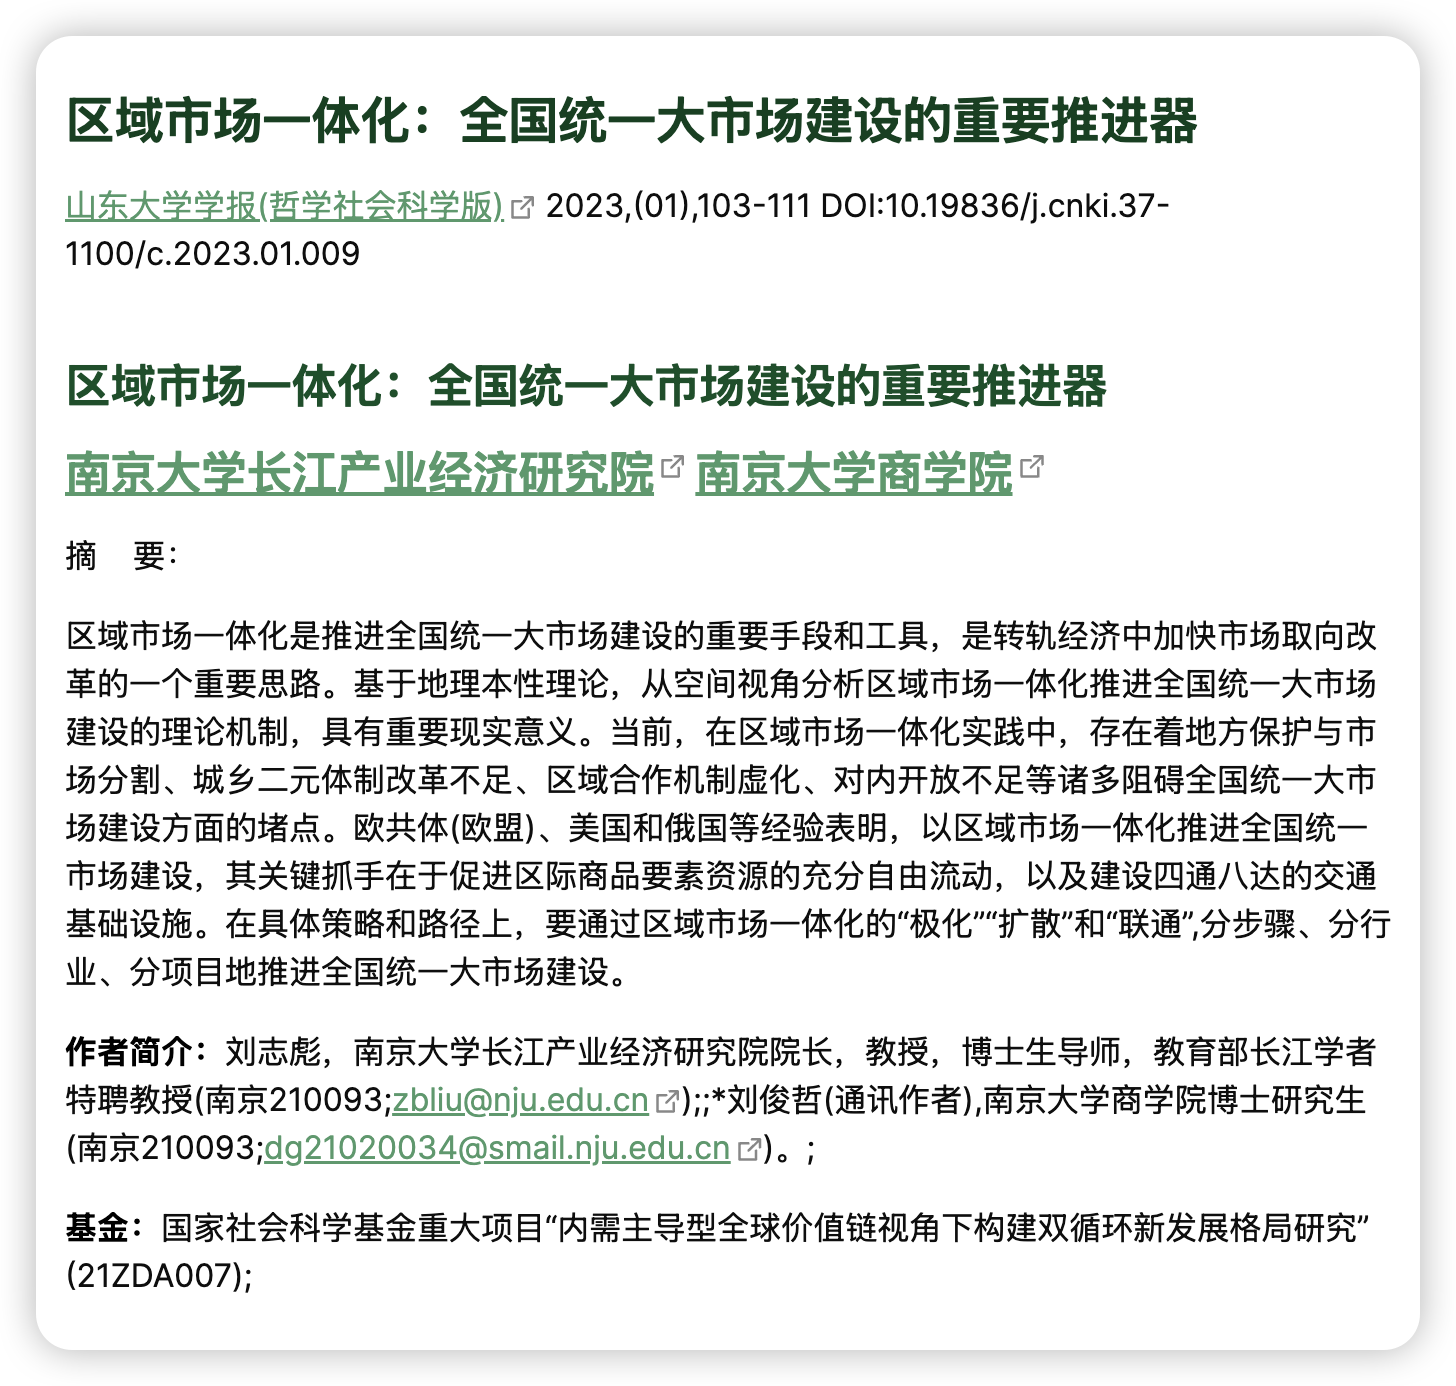 区域市场一体化：全国统一大市场建设的重要推进器
山东大学学报(哲学社会科学版) 2023,(01),103-111 DOI:10.19836/j.cnki.37-
1100/c.2023.01.009
区域市场一体化：全国统一大市场建设的重要推进器
南京大学长江产业经济研究院 南京大学商学院
摘 要：
区域市场一体化是推进全国统一大市场建设的重要手段和工具，是转轨经济中加快市场取向改
革的一个重要思路。基于地理本性理论，从空间视角分析区域市场一体化推进全国统一大市场
建设的理论机制，具有重要现实意义。当前，在区域市场一体化实践中，存在着地方保护与市
场分割、城乡二元体制改革不足、区域合作机制虚化、对内开放不足等诸多阻碍全国统一大市
场建设方面的堵点。欧共体(欧盟)、美国和俄国等经验表明，以区域市场一体化推进全国统一
市场建设，其关键抓手在于促进区际商品要素资源的充分自由流动，以及建设四通八达的交通
基础设施。在具体策略和路径上，要通过区域市场一体化的“极化”“扩散”和“联通”,分步骤、分行
业、分项目地推进全国统一大市场建设。
作者简介：刘志彪，南京大学长江产业经济研究院院长，教授，博士生导师，教育部长江学者
特聘教授(南京210093;zbliu@nju.edu.cn);;*刘俊哲(通讯作者),南京大学商学院博士研究生
(南京210093;dg21020034@smail.nju.edu.cn)。;
基金：国家社会科学基金重大项目“内需主导型全球价值链视角下构建双循环新发展格局研究”
(21ZDA007);